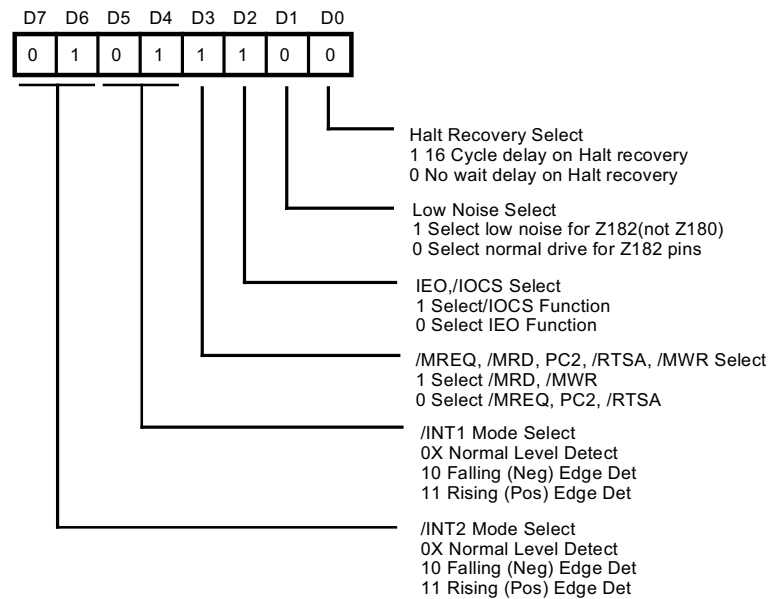 D7 D6 D5 D4 D3 D2 D1 D0
0 1 0 1 1 1 0 0
Halt Recovery Select
1 16 Cycle delay on Halt recovery
0 No wait delay on Halt recovery
Low Noise Select
1 Select low noise for Z182(not Z180)
0 Select normal drive for Z182 pins
IEO,/IOCS Select
1 Select/IOCS Function
0 Select IEO Function
/MREQ, /MRD, PC2, /RTSA, /MWR Select
1 Select /MRD, /MWR
0 Select /MREQ, PC2, /RTSA
/INT1 Mode Select
0X Normal Level Detect
10 Falling (Neg) Edge Det
11 Rising (Pos) Edge Det
/INT2 Mode Select
0X Normal Level Detect
10 Falling (Neg) Edge Det
11 Rising (Pos) Edge Det